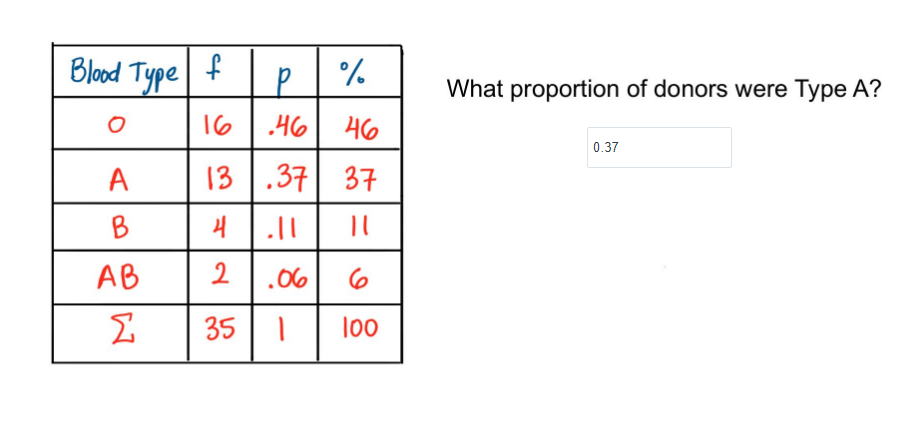 Blood Type f p %
O 16 .46 46
A 13 .37 37
B 4 .11 11
AB 2 .06 6
Σ 35 1 100
What proportion of donors were Type A?
0.37